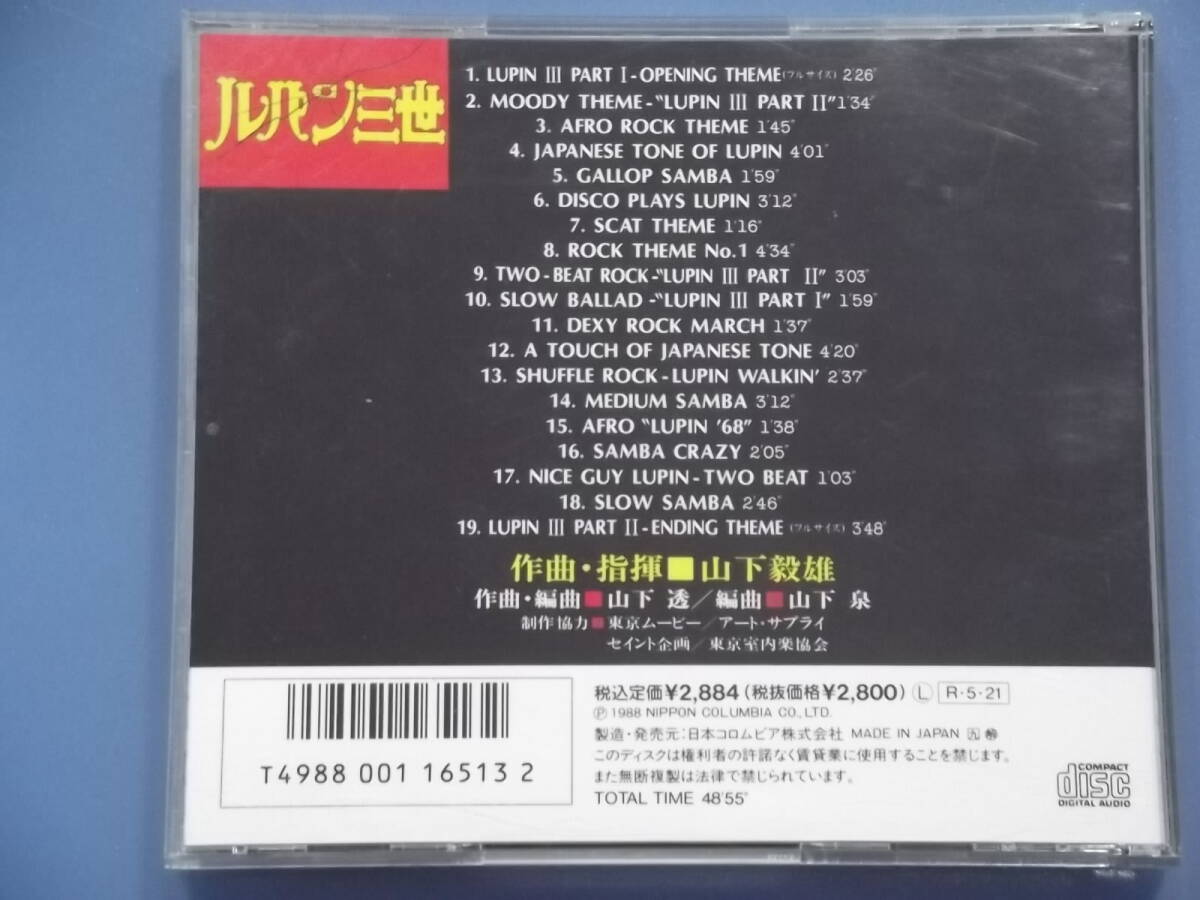 ルパン三世
1. LUPIN III PART I-OPENING THEME(フルサイズ) 2'26"
2. MOODY THEME-"LUPIN III PART II" 1'34"
3. AFRO ROCK THEME 1'45"
4. JAPANESE TONE OF LUPIN 4'01"
5. GALLOP SAMBA 1'59"
6. DISCO PLAYS LUPIN 3'12"
7. SCAT THEME 1'16"
8. ROCK THEME No.1 4'34"
9. TWO-BEAT ROCK-"LUPIN III PART II" 3'03"
10. SLOW BALLAD-"LUPIN III PART I" 1'59"
11. DEXY ROCK MARCH 1'37"
12. A TOUCH OF JAPANESE TONE 4'20"
13. SHUFFLE ROCK-LUPIN WALKIN' 2'37"
14. MEDIUM SAMBA 3'12"
15. AFRO "LUPIN '68" 1'38"
16. SAMBA CRAZY 2'05"
17. NICE GUY LUPIN-TWO BEAT 1'03"
18. SLOW SAMBA 2'46"
19. LUPIN III PART II-ENDING THEME(フルサイズ) 3'48"
作曲・指揮■山下毅雄
作曲・編曲■山下 透／編曲■山下 泉
制作協力■東京ムービー／アート・サプライ
セイント企画／東京室内楽協会
T4988 001 16513 2
税込定価¥2,884(税抜価格¥2,800) Ⓛ R・5・21
Ⓟ1988 NIPPON COLUMBIA CO., LTD.
製造・発売元：日本コロムビア株式会社 MADE IN JAPAN 九
このディスクは権利者の許諾なく賃貸業に使用することを禁じます。
また無断複製は法律で禁じられています。
TOTAL TIME 48'55"
COMPACT
disc
DIGITAL AUDIO